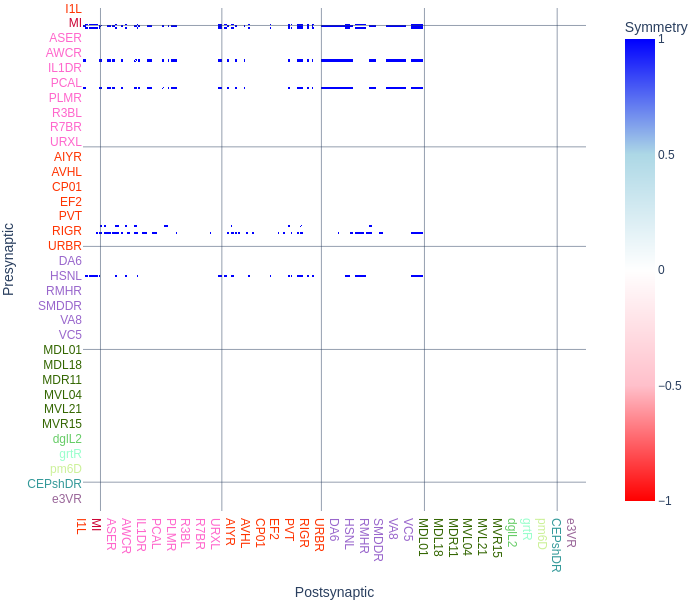 Symmetry
1
0.5
0
−0.5
−1
Presynaptic
I1L
MI
ASER
AWCR
IL1DR
PCAL
PLMR
R3BL
R7BR
URXL
AIYR
AVHL
CP01
EF2
PVT
RIGR
URBR
DA6
HSNL
RMHR
SMDDR
VA8
VC5
MDL01
MDL18
MDR11
MVL04
MVL21
MVR15
dglL2
grtR
pm6D
CEPshDR
e3VR
I1L
MI
ASER
AWCR
IL1DR
PCAL
PLMR
R3BL
R7BR
URXL
AIYR
AVHL
CP01
EF2
PVT
RIGR
URBR
DA6
HSNL
RMHR
SMDDR
VA8
VC5
MDL01
MDL18
MDR11
MVL04
MVL21
MVR15
dglL2
grtR
pm6D
CEPshDR
e3VR
Postsynaptic